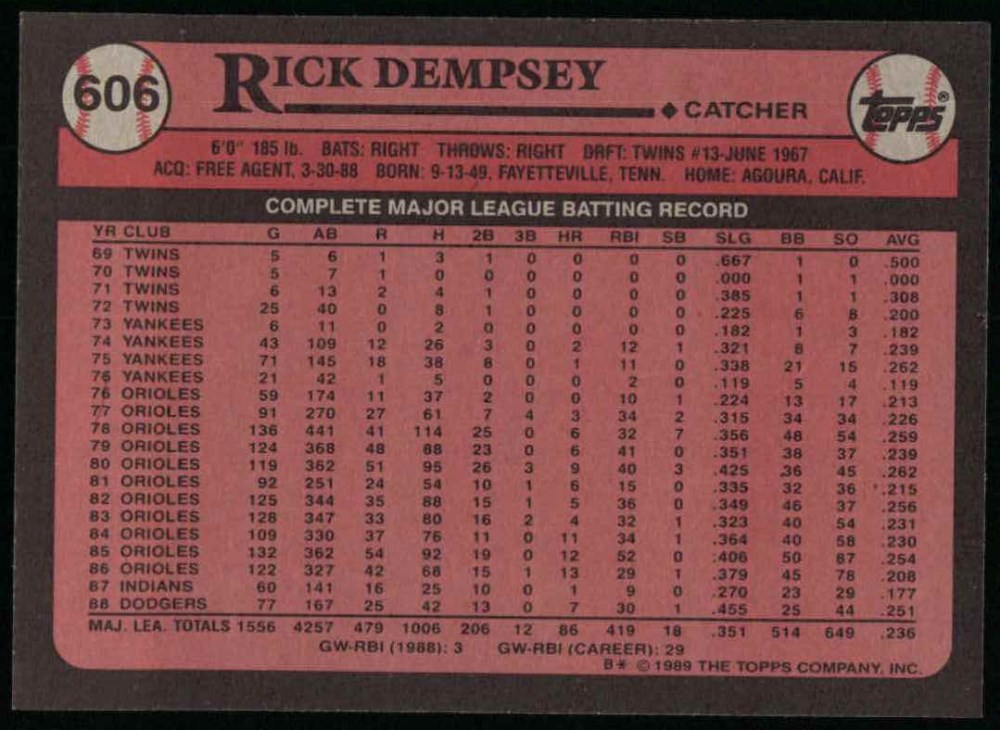 606
RICK DEMPSEY
◆ CATCHER
TOPPS®
6'0" 185 lb. BATS: RIGHT THROWS: RIGHT DRFT: TWINS #13-JUNE 1967
ACQ: FREE AGENT, 3-30-88 BORN: 9-13-49, FAYETTEVILLE, TENN. HOME: AGOURA, CALIF.
COMPLETE MAJOR LEAGUE BATTING RECORD
YR CLUB G AB R H 2B 3B HR RBI SB SLG BB SO AVG
69 TWINS 5 6 1 3 1 0 0 0 0 .667 1 0 .500
70 TWINS 5 7 1 0 0 0 0 0 0 .000 1 1 .000
71 TWINS 6 13 2 4 1 0 0 0 0 .385 1 1 .308
72 TWINS 25 40 0 8 1 0 0 0 0 .225 6 8 .200
73 YANKEES 6 11 0 2 0 0 0 0 0 .182 1 3 .182
74 YANKEES 43 109 12 26 3 0 2 12 1 .321 8 7 .239
75 YANKEES 71 145 18 38 8 0 1 11 0 .338 21 15 .262
76 YANKEES 21 42 1 5 0 0 0 2 0 .119 5 4 .119
76 ORIOLES 59 174 11 37 2 0 0 10 1 .224 13 17 .213
77 ORIOLES 91 270 27 61 7 4 3 34 2 .315 34 34 .226
78 ORIOLES 136 441 41 114 25 0 6 32 7 .356 48 54 .259
79 ORIOLES 124 368 48 88 23 0 6 41 0 .351 38 37 .239
80 ORIOLES 119 362 51 95 26 3 9 40 3 .425 36 45 .262
81 ORIOLES 92 251 24 54 10 1 6 15 0 .335 32 36 .215
82 ORIOLES 125 344 35 88 15 1 5 36 0 .349 46 37 .256
83 ORIOLES 128 347 33 80 16 2 4 32 1 .323 40 54 .231
84 ORIOLES 109 330 37 76 11 0 11 34 1 .364 40 58 .230
85 ORIOLES 132 362 54 92 19 0 12 52 0 .406 50 87 .254
86 ORIOLES 122 327 42 68 15 1 13 29 1 .379 45 78 .208
87 INDIANS 60 141 16 25 10 0 1 9 0 .270 23 29 .177
88 DODGERS 77 167 25 42 13 0 7 30 1 .455 25 44 .251
MAJ. LEA. TOTALS 1556 4257 479 1006 206 12 86 419 18 .351 514 649 .236
GW-RBI (1988): 3 GW-RBI (CAREER): 29
B* © 1989 THE TOPPS COMPANY, INC.